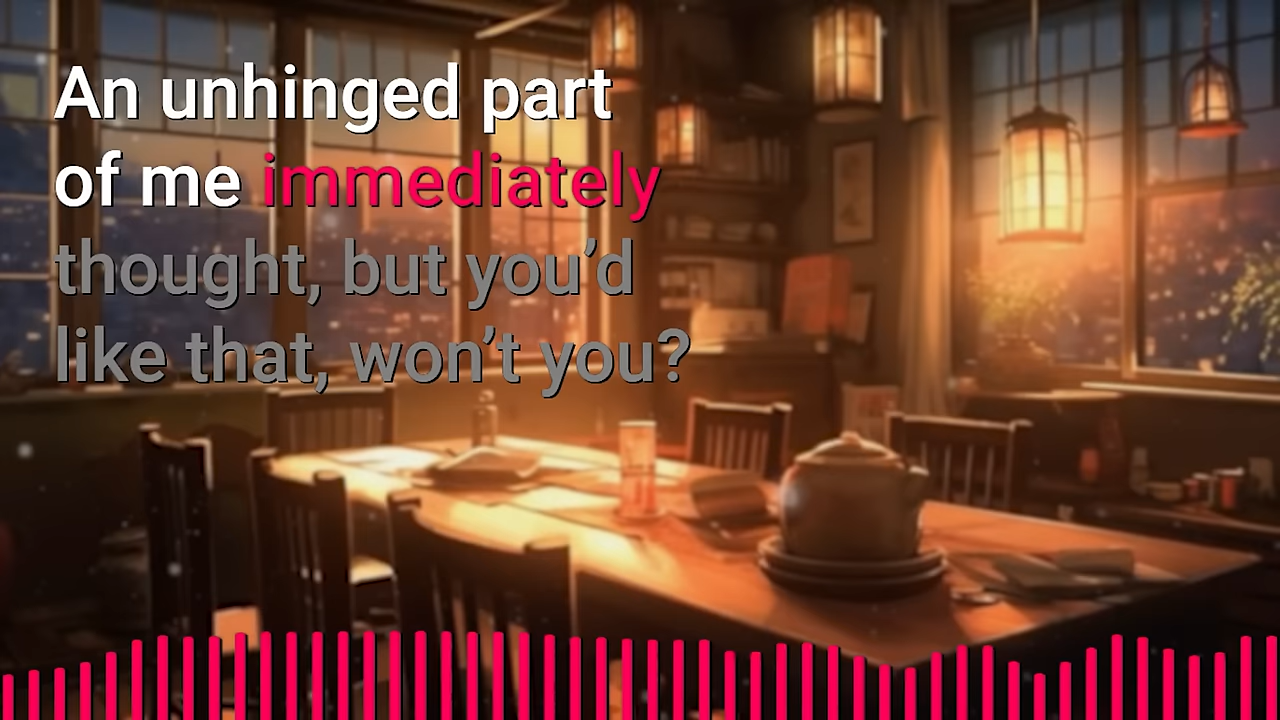 An unhinged part
of me immediately
thought, but you’d
like that, won’t you?